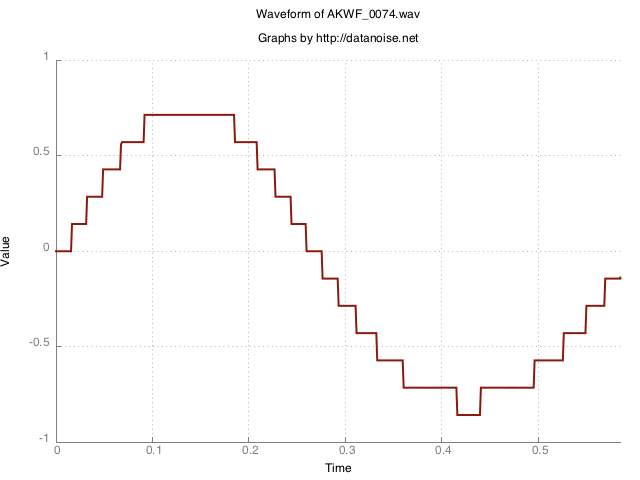 Waveform of AKWF_0074.wav
Graphs by http://datanoise.net
1
0.5
0
-0.5
-1
Value
0 0.1 0.2 0.3 0.4 0.5
Time